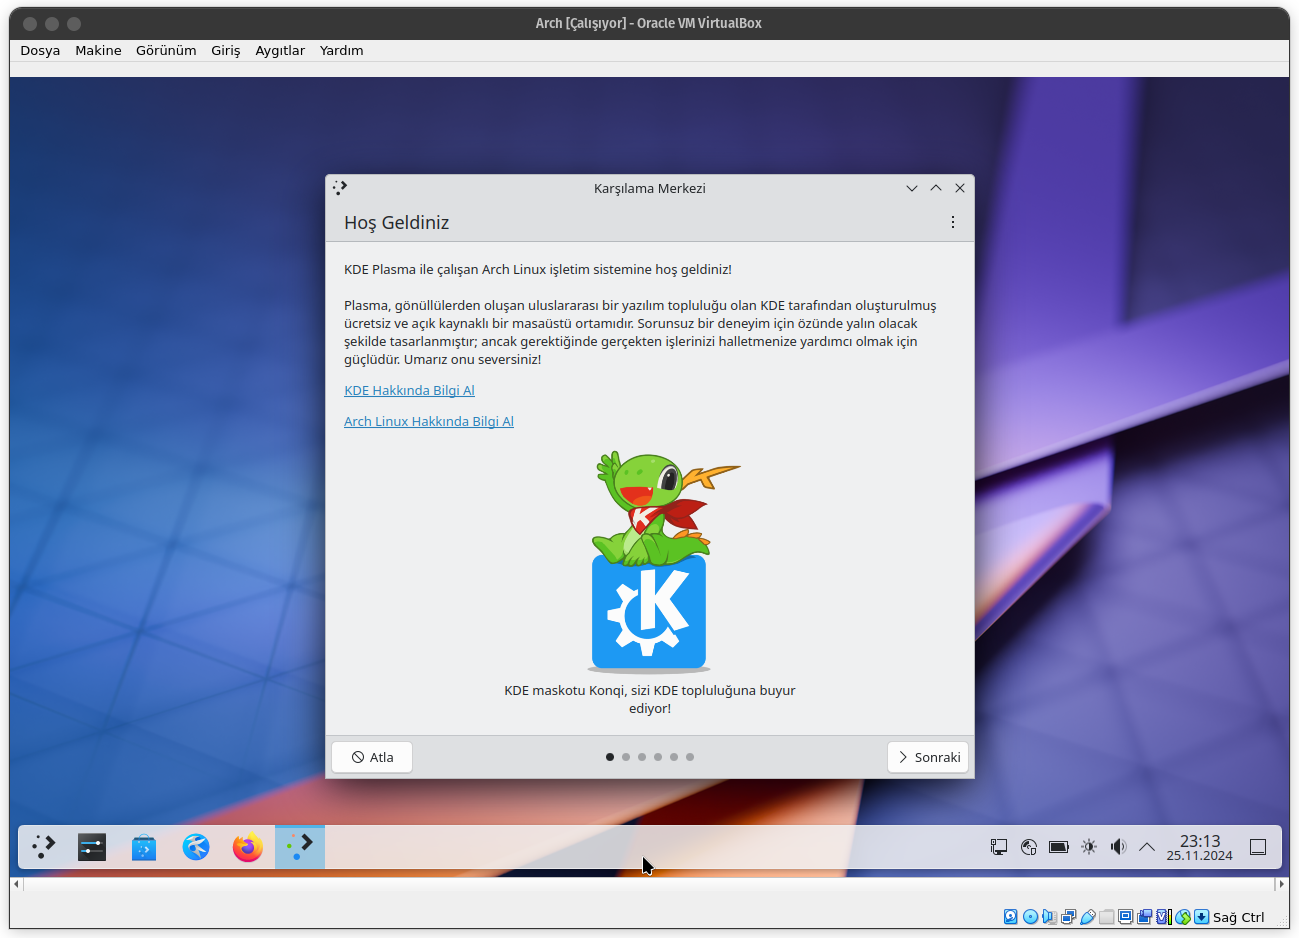 Arch [Çalışıyor] - Oracle VM VirtualBox
Dosya Makine Görünüm Giriş Aygıtlar Yardım
Karşılama Merkezi
Hoş Geldiniz
KDE Plasma ile çalışan Arch Linux işletim sistemine hoş geldiniz!
Plasma, gönüllülerden oluşan uluslararası bir yazılım topluluğu olan KDE tarafından oluşturulmuş
ücretsiz ve açık kaynaklı bir masaüstü ortamıdır. Sorunsuz bir deneyim için özünde yalın olacak
şekilde tasarlanmıştır; ancak gerektiğinde gerçekten işlerinizi halletmenize yardımcı olmak için
güçlüdür. Umarız onu seversiniz!
KDE Hakkında Bilgi Al
Arch Linux Hakkında Bilgi Al
K
KDE maskotu Konqi, sizi KDE topluluğuna buyur
ediyor!
Atla
Sonraki
23:13
25.11.2024
Sağ Ctrl